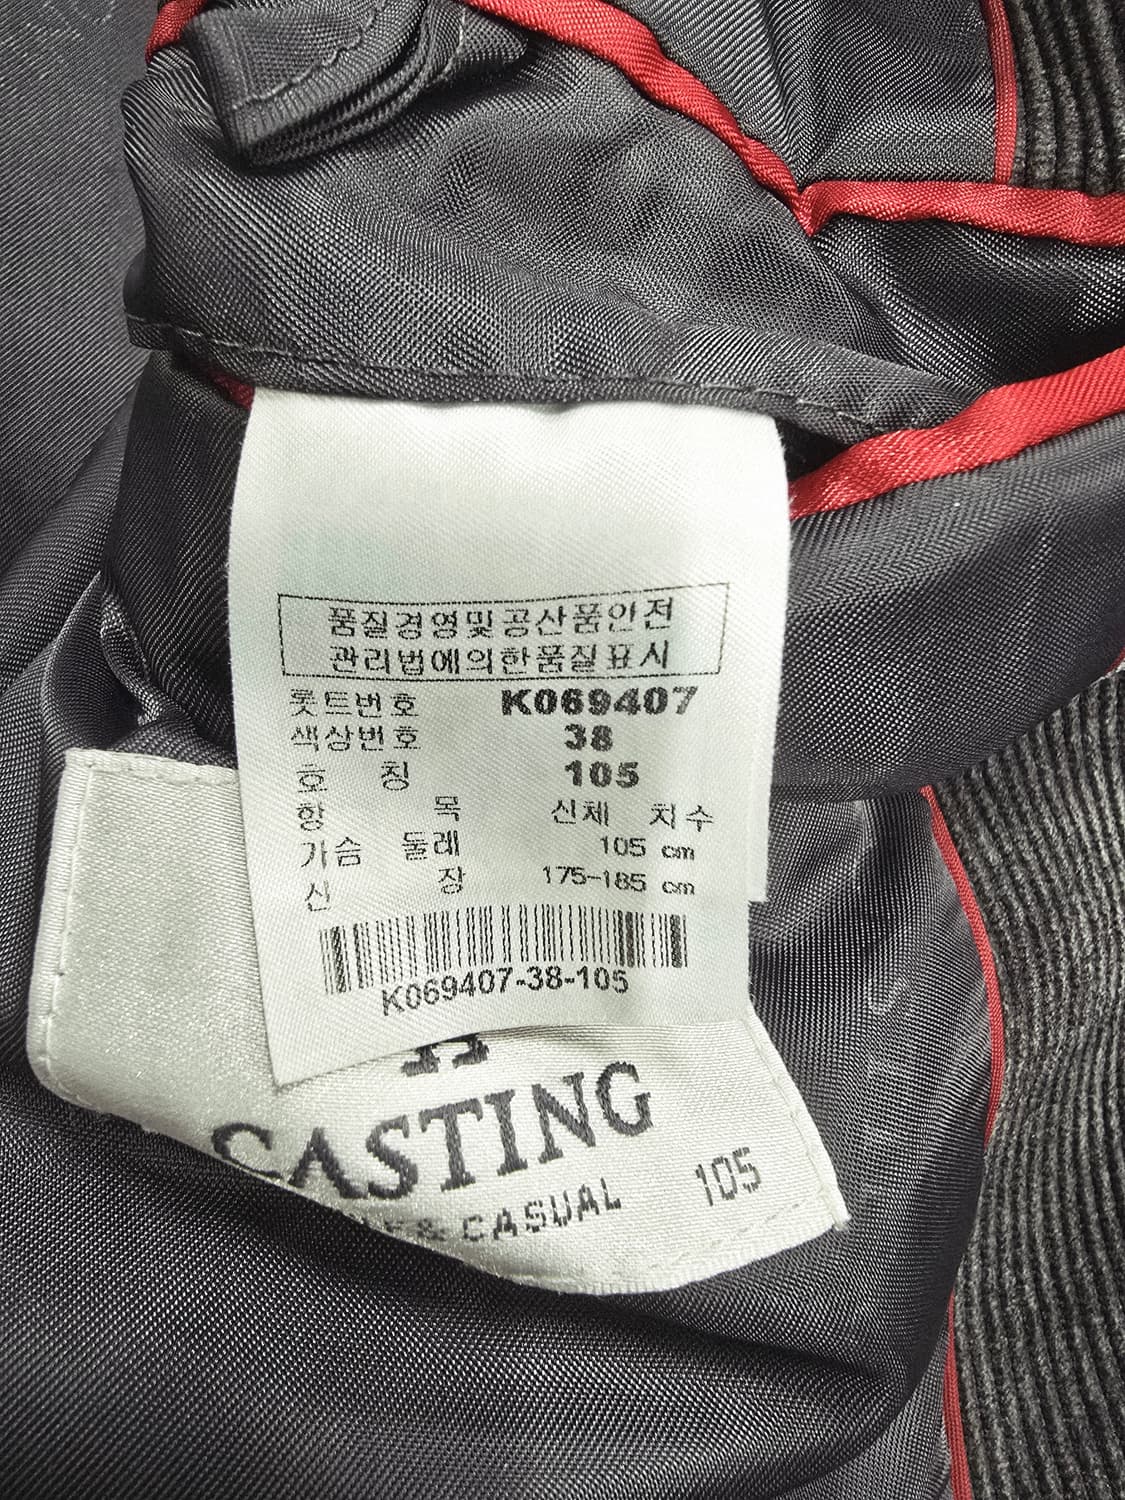 품질경영및공산품안전
관리법에의한품질표시
롯트번호 K069407
색상번호 38
호 칭 105
항 목 신체 치수
가슴 둘레 105 cm
신 장 175-185 cm
K069407-38-105
CASTING
& CASUAL 105